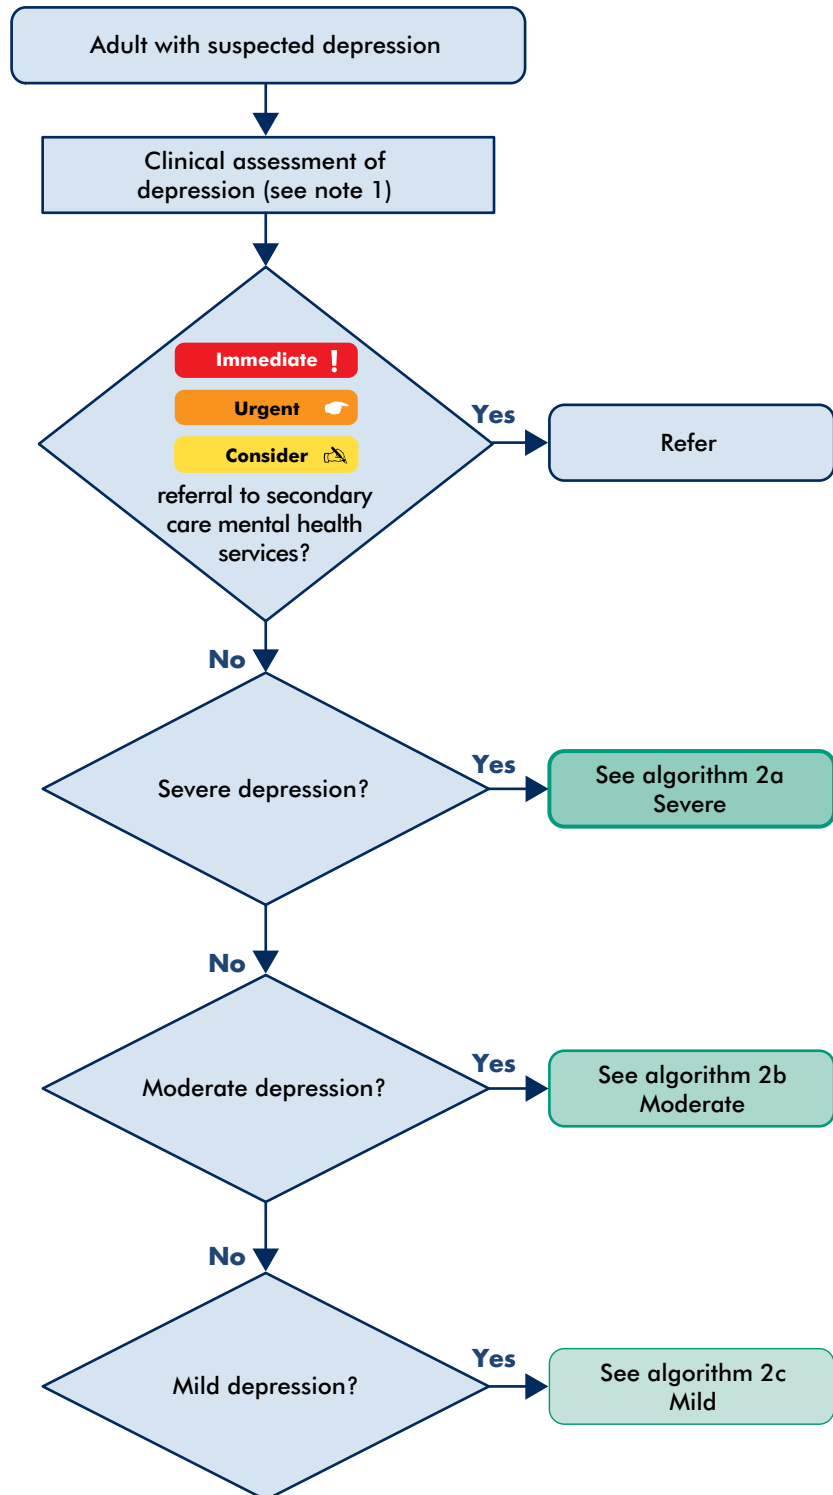 Adult with suspected depression
Clinical assessment of
depression (see note 1)
Immediate !
Urgent
Consider
referral to secondary
care mental health
services?
Yes
Refer
No
Severe depression?
Yes
See algorithm 2a
Severe
No
Moderate depression?
Yes
See algorithm 2b
Moderate
No
Mild depression?
Yes
See algorithm 2c
Mild